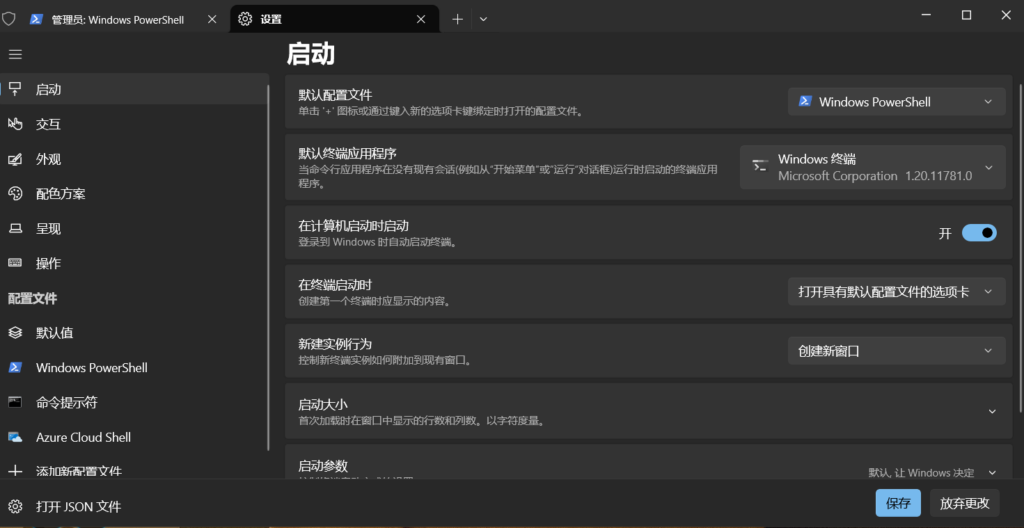 管理员: Windows PowerShell
设置
启动
启动
交互
外观
配色方案
呈现
操作
配置文件
默认值
Windows PowerShell
命令提示符
Azure Cloud Shell
添加新配置文件
打开 JSON 文件
默认配置文件
单击 '+' 图标或通过键入新的选项卡键绑定时打开的配置文件。
Windows PowerShell
默认终端应用程序
当命令行应用程序在没有现有会话(例如从“开始菜单”或“运行”对话框)运行时启动的终端应用
程序。
Windows 终端
Microsoft Corporation 1.20.11781.0
在计算机启动时启动
登录到 Windows 时自动启动终端。
开
在终端启动时
创建第一个终端时应显示的内容。
打开具有默认配置文件的选项卡
新建实例行为
控制新终端实例如何附加到现有窗口。
创建新窗口
启动大小
首次加载时在窗口中显示的行数和列数。以字符度量。
启动参数
默认, 让 Windows 决定
保存
放弃更改